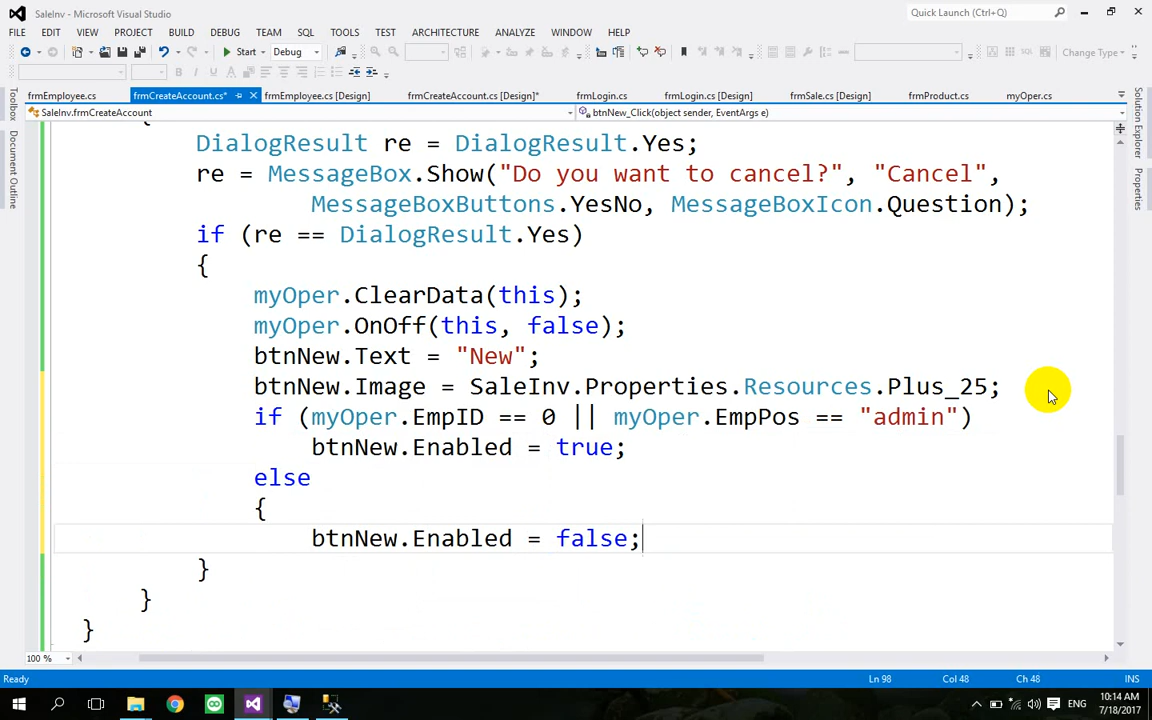 SaleInv - Microsoft Visual Studio
Quick Launch (Ctrl+Q)
FILE EDIT VIEW PROJECT BUILD DEBUG TEAM SQL TOOLS TEST ARCHITECTURE ANALYZE WINDOW HELP
Start Debug Change Type
frmEmployee.cs frmCreateAccount.cs* frmEmployee.cs [Design] frmCreateAccount.cs [Design]* frmLogin.cs frmLogin.cs [Design] frmSale.cs [Design] frmProduct.cs myOper.cs
SaleInv.frmCreateAccount btnNew_Click(object sender, EventArgs e)
Toolbox
Document Outline
Solution Explorer
Properties
{
DialogResult re = DialogResult.Yes;
re = MessageBox.Show("Do you want to cancel?", "Cancel",
MessageBoxButtons.YesNo, MessageBoxIcon.Question);
if (re == DialogResult.Yes)
{
myOper.ClearData(this);
myOper.OnOff(this, false);
btnNew.Text = "New";
btnNew.Image = SaleInv.Properties.Resources.Plus_25;
if (myOper.EmpID == 0 || myOper.EmpPos == "admin")
btnNew.Enabled = true;
else
{
btnNew.Enabled = false;
}
}
}
100 %
Ready Ln 98 Col 48 Ch 48 INS
ENG 10:14 AM
7/18/2017